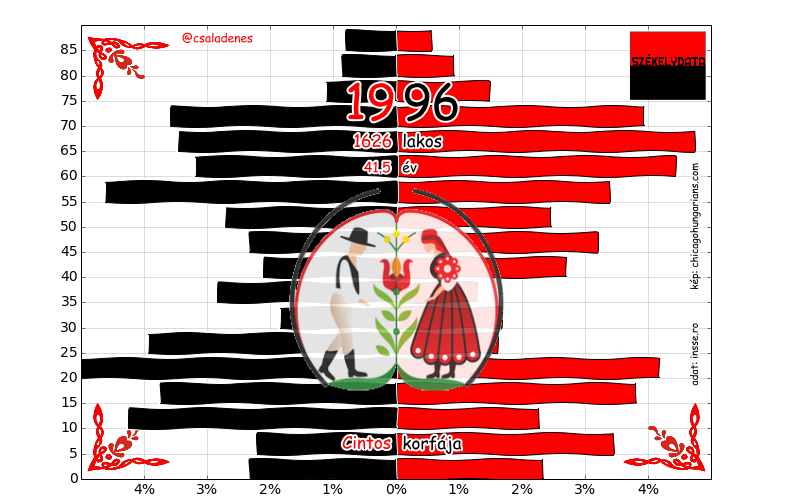 @csaladenes
SZÉKELYDATA
1996
1626 lakos
41.5 év
kép: chicagohungarians.com
adat: insse.ro
Cintos korfája
85
80
75
70
65
60
55
50
45
40
35
30
25
20
15
10
5
0
4% 3% 2% 1% 0% 1% 2% 3% 4%